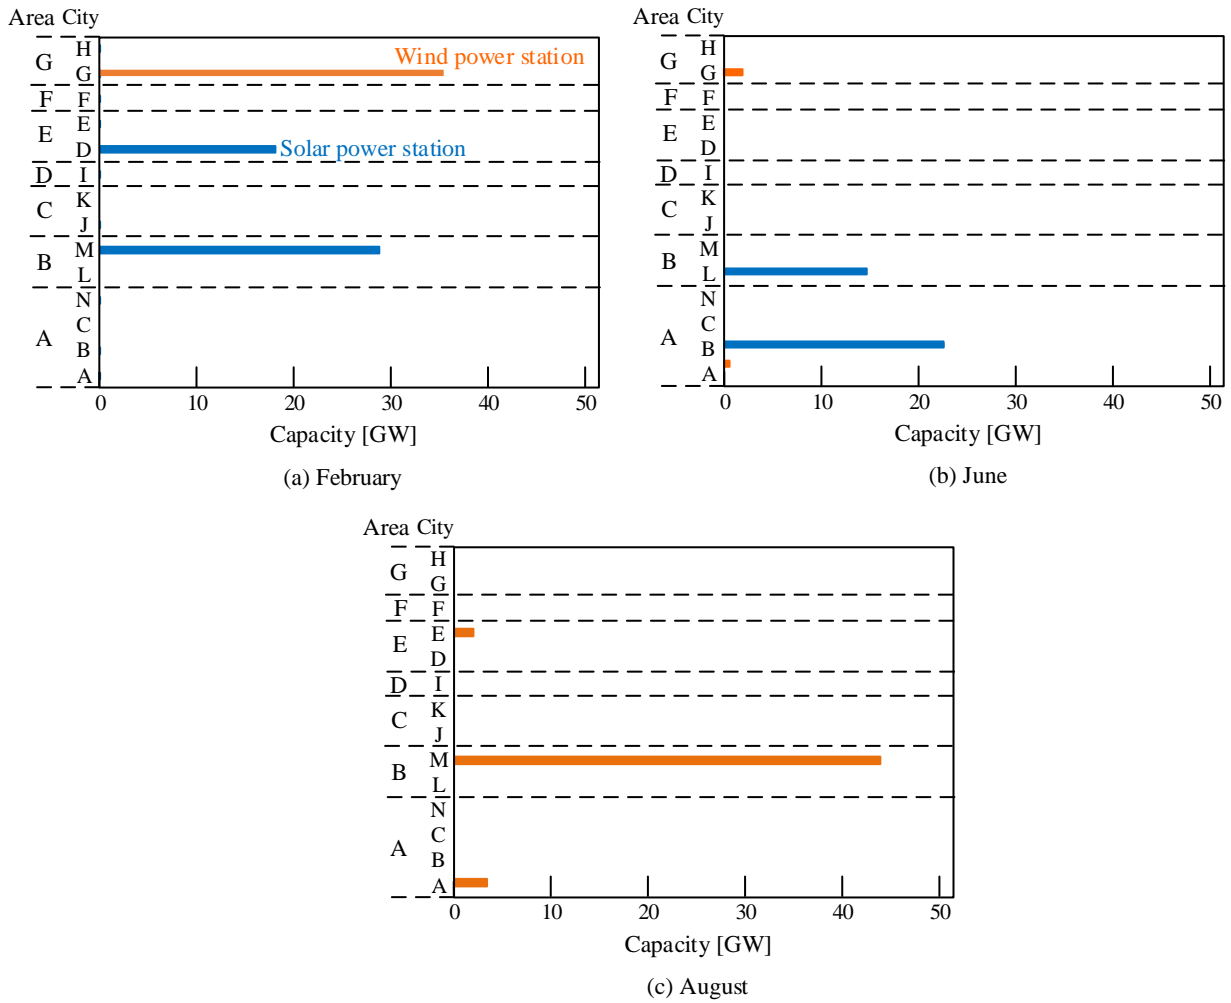 Area City
G
H
G
F
F
E
E
D
D
I
C
K
J
B
M
L
A
N
C
B
A
Wind power station
Solar power station
0 10 20 30 40 50
Capacity [GW]
(a) February
Area City
G
H
G
F
F
E
E
D
D
I
C
K
J
B
M
L
A
N
C
B
A
0 10 20 30 40 50
Capacity [GW]
(b) June
Area City
G
H
G
F
F
E
E
D
D
I
C
K
J
B
M
L
A
N
C
B
A
0 10 20 30 40 50
Capacity [GW]
(c) August